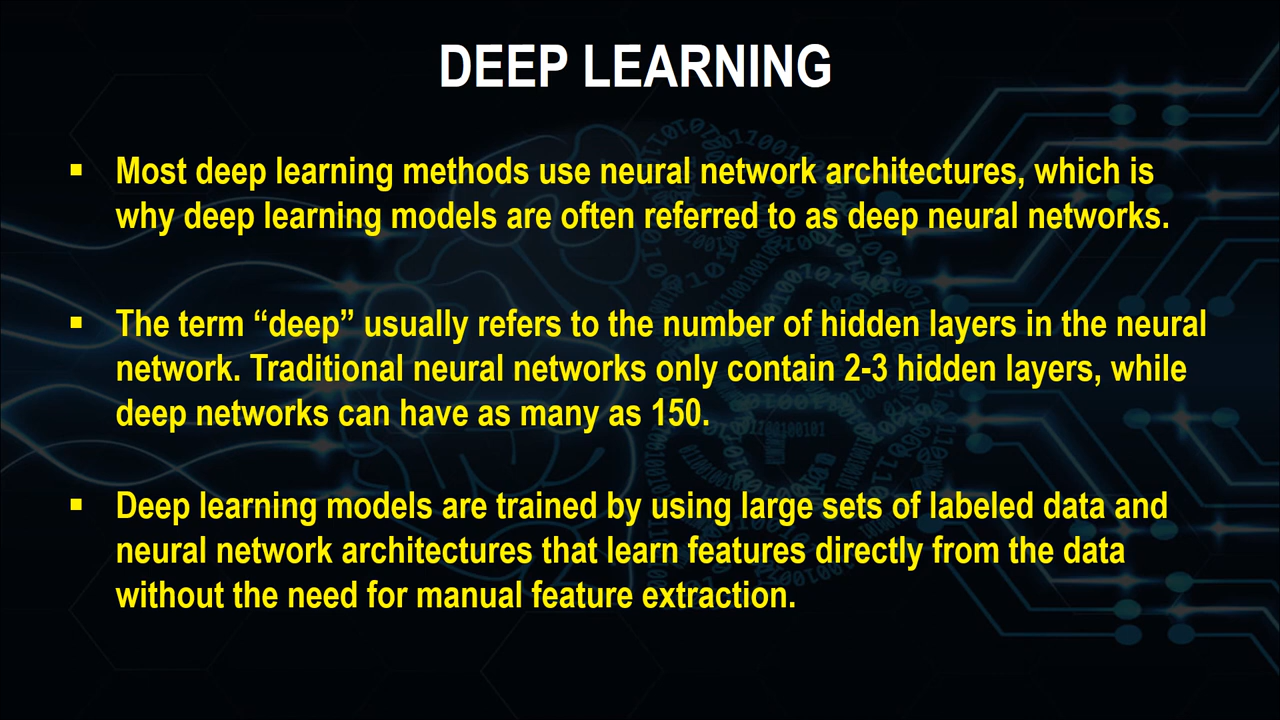 DEEP LEARNING
▪ Most deep learning methods use neural network architectures, which is
why deep learning models are often referred to as deep neural networks.
▪ The term “deep” usually refers to the number of hidden layers in the neural
network. Traditional neural networks only contain 2-3 hidden layers, while
deep networks can have as many as 150.
▪ Deep learning models are trained by using large sets of labeled data and
neural network architectures that learn features directly from the data
without the need for manual feature extraction.